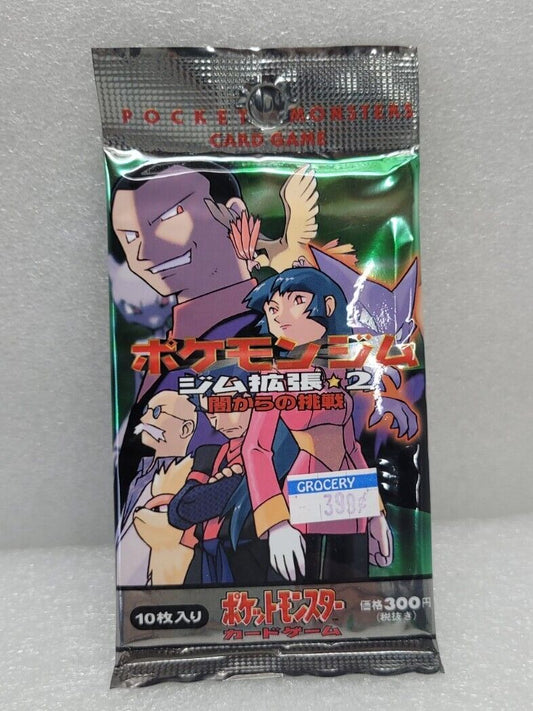 POCKET MONSTERS
CARD GAME
ポケモンジム
ジム拡張★2
闇からの挑戦
GROCERY
398¢
10枚入り
ポケットモンスター
カードゲーム
価格300円
(税抜き)